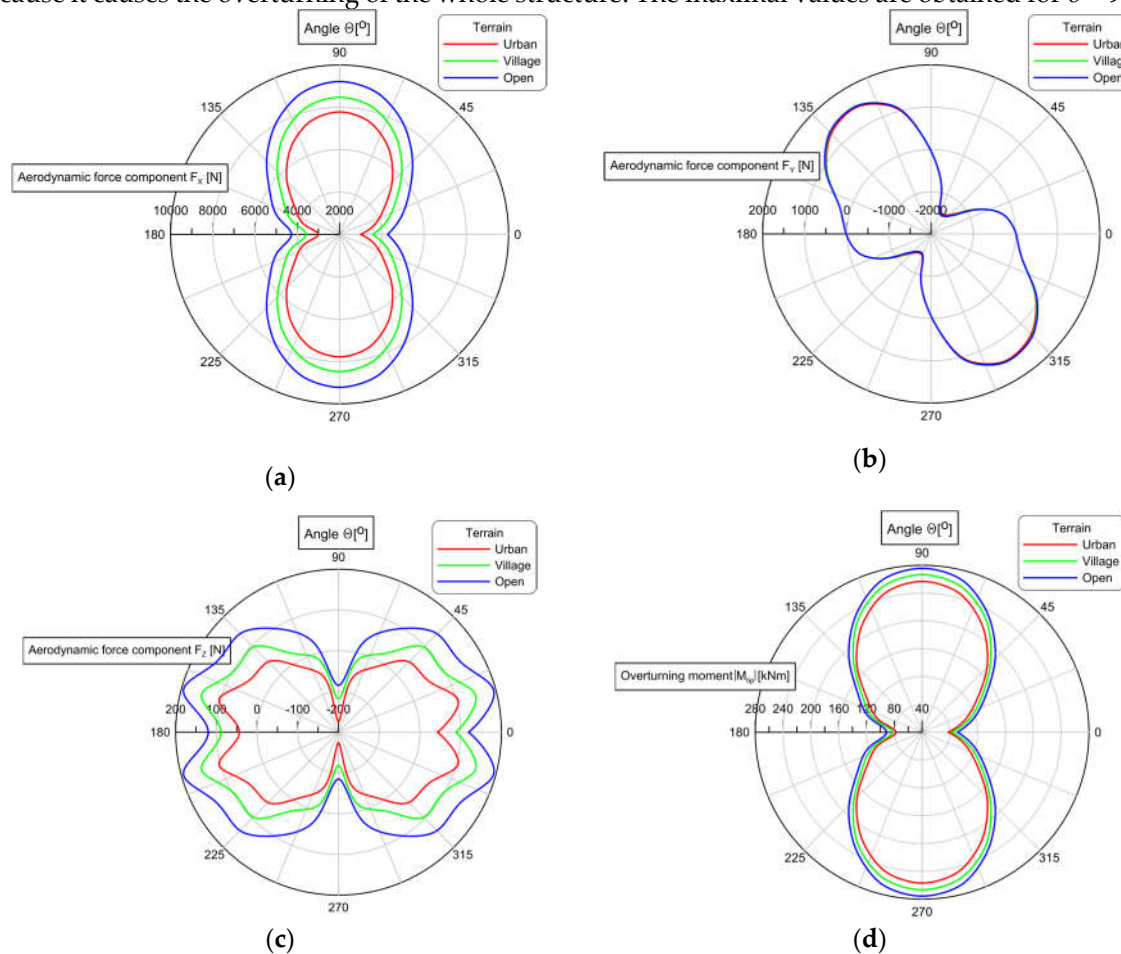 cause it causes the overturning of the whole structure. The maximal values are obtained for
Angle Θ[°]
Terrain
Urban
Village
Open
90
135
45
Aerodynamic force component Fx [N]
10000 8000 6000 4000 2000
180
0
225
315
270
(a)
Angle Θ[°]
Terrain
Urban
Village
Open
90
135
45
Aerodynamic force component FY [N]
2000 1000 0 -1000 -2000
180
0
225
315
270
(b)
Angle Θ[°]
Terrain
Urban
Village
Open
90
135
45
Aerodynamic force component Fz [N]
200 100 0 -100 -200
180
0
225
315
270
(c)
Angle Θ[°]
Terrain
Urban
Village
Open
90
135
45
Overturning moment [kNm]
280 240 200 160 120 80 40
180
0
225
315
270
(d)